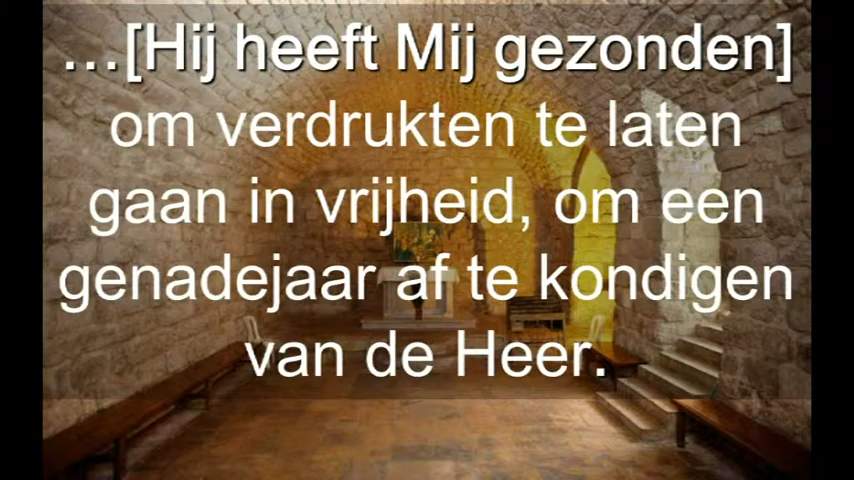 …[Hij heeft Mij gezonden]
om verdrukten te laten
gaan in vrijheid, om een
genadejaar af te kondigen
van de Heer.